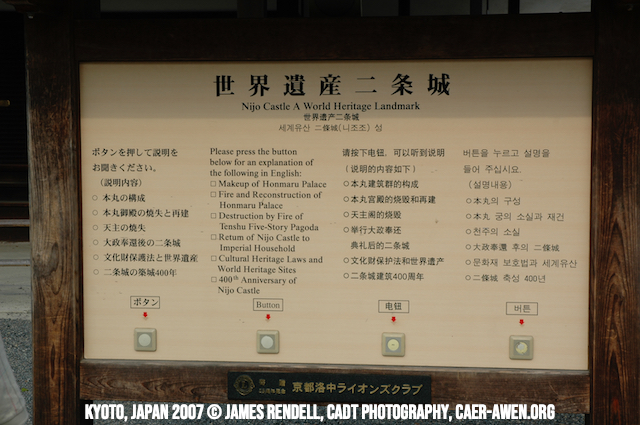 世界遺産二条城
Nijo Castle A World Heritage Landmark
世界遗产二条城
세계유산 二條城(니조조) 성
ボタンを押して説明を
お聞きください。
(説明内容)
○本丸の構成
○本丸御殿の焼失と再建
○天主の焼失
○大政奉還後の二条城
○文化財保護法と世界遺産
○二条城の築城400年
ボタン
Please press the button
below for an explanation of
the following in English:
□ Makeup of Honmaru Palace
□ Fire and Reconstruction of
Honmaru Palace
□ Destruction by Fire of
Tenshu Five-Story Pagoda
□ Return of Nijo Castle to
Imperial Household
□ Cultural Heritage Laws and
World Heritage Sites
□ 400th Anniversary of
Nijo Castle
Button
请按下电钮，可以听到说明
(说明的内容如下)
○本丸建筑群的构成
○本丸宫殿的烧毁和再建
○天主阁的烧毁
○举行大政奉还
典礼后的二条城
○文化财保护法和世界遗产
○二条城建筑400周年
电钮
버튼을 누르고 설명을
들어 주십시요.
(설명내용)
○本丸의 구성
○本丸 궁의 소실과 재건
○천주의 소실
○大政奉還 후의 二條城
○문화재 보호법과 세계유산
○二條城 축성 400년
버튼
京都洛中ライオンズクラブ
KYOTO, JAPAN 2007 © JAMES RENDELL, CADT PHOTOGRAPHY, CAER-AWEN.ORG